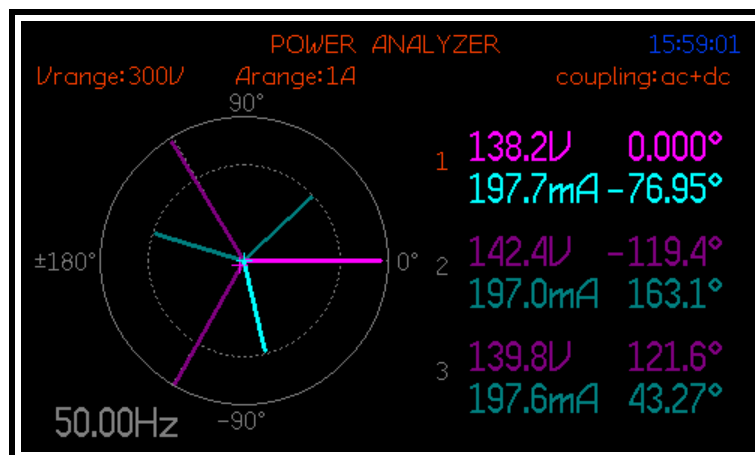 POWER ANALYZER 15:59:01
Vrange:300V Arange:1A coupling:ac+dc
90°
1 138.2V 0.000°
197.7mA -76.95°
±180° 0° 2 142.4V -119.4°
197.0mA 163.1°
3 139.8V 121.6°
197.6mA 43.27°
50.00Hz -90°